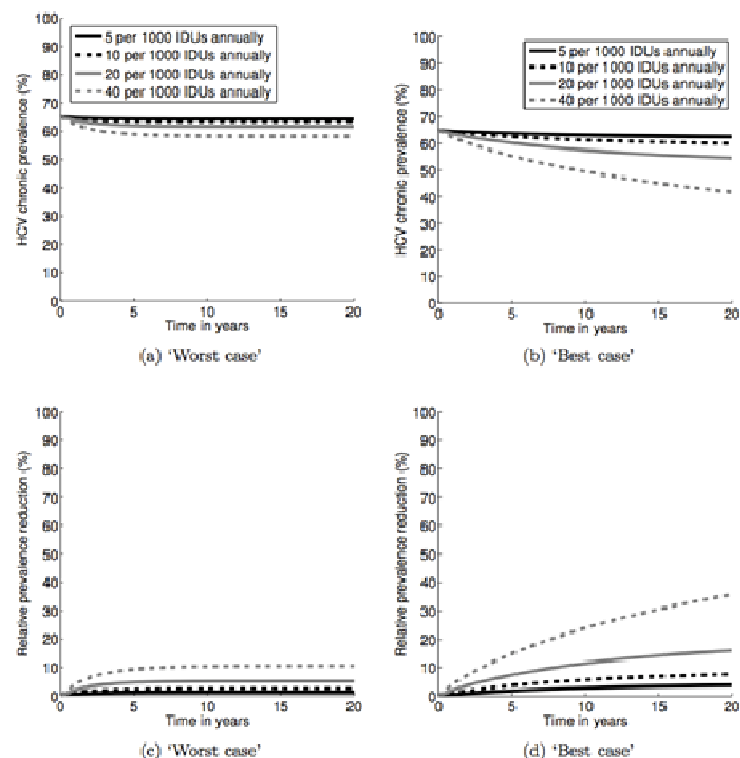 100
90
80
70
60
50
40
30
20
10
0
HCV chronic prevalence (%)
5 per 1000 IDUs annually
10 per 1000 IDUs annually
20 per 1000 IDUs annually
40 per 1000 IDUs annually
0 5 10 15 20
Time in years
(a) ‘Worst case’
100
90
80
70
60
50
40
30
20
10
0
HCV chronic prevalence (%)
5 per 1000 IDUs annually
10 per 1000 IDUs annually
20 per 1000 IDUs annually
40 per 1000 IDUs annually
0 5 10 15 20
Time in years
(b) ‘Best case’
100
90
80
70
60
50
40
30
20
10
0
Relative prevalence reduction (%)
0 5 10 15 20
Time in years
(c) ‘Worst case’
100
90
80
70
60
50
40
30
20
10
0
Relative prevalence reduction (%)
0 5 10 15 20
Time in years
(d) ‘Best case’